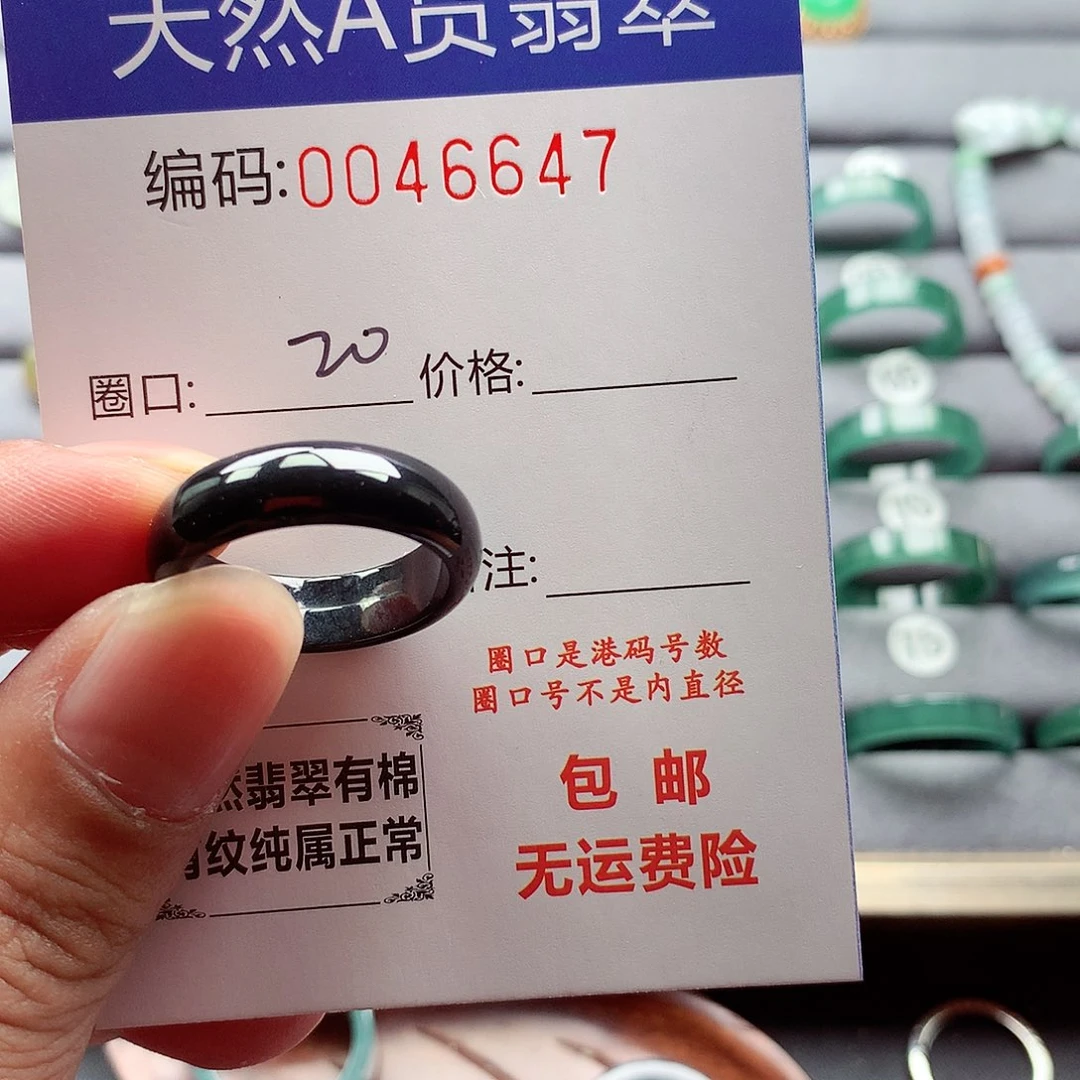 天然A货翡翠
编码:0046647
圈口: 20 价格:
注:
圈口是港码号数
圈口号不是内直径
然翡翠有棉
纹纯属正常
包 邮
无运费险
15